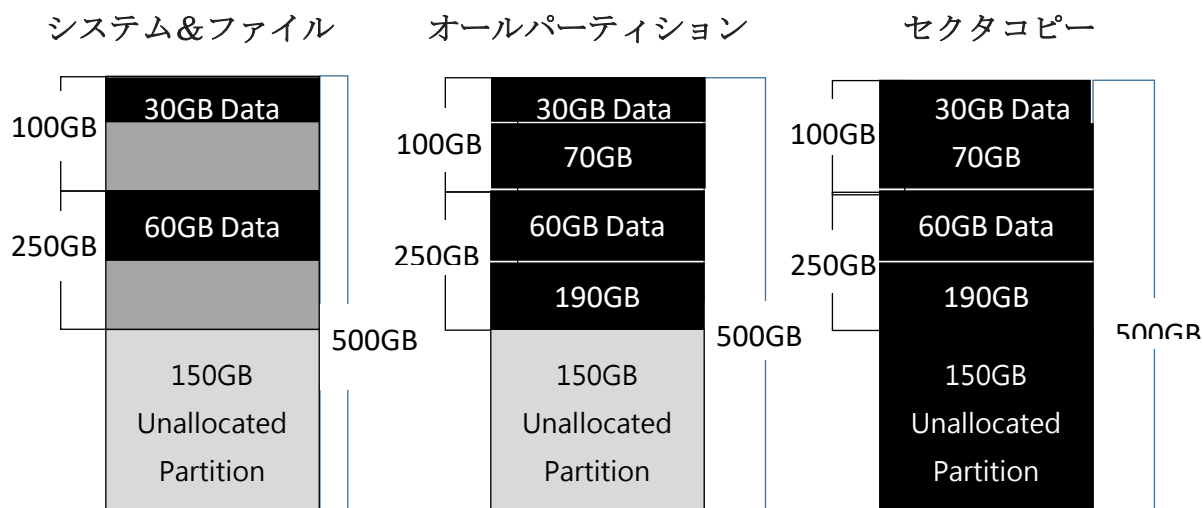 システム&ファイル
30GB Data
100GB
60GB Data
250GB
500GB
150GB
Unallocated
Partition
オールパーティション
30GB Data
100GB
70GB
60GB Data
250GB
190GB
500GB
150GB
Unallocated
Partition
セクタコピー
30GB Data
100GB
70GB
60GB Data
250GB
190GB
500GB
150GB
Unallocated
Partition